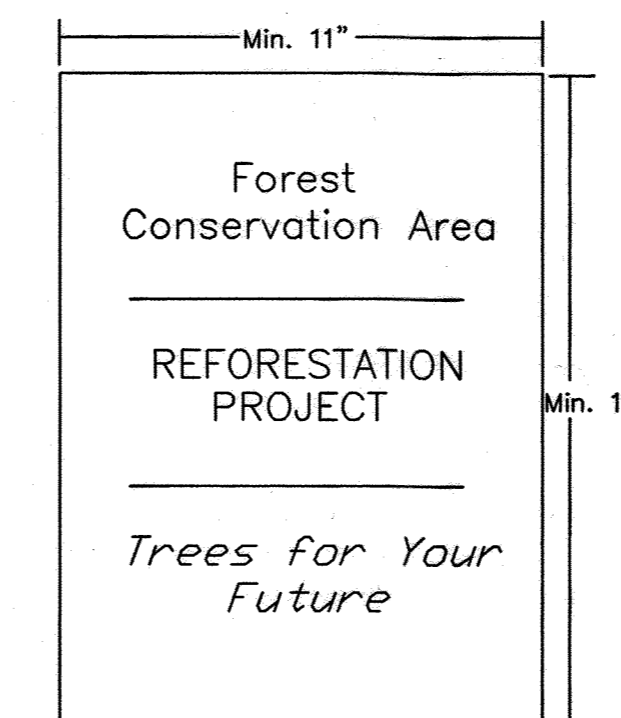 Min. 11”
Forest
Conservation Area
REFORESTATION
PROJECT
Min. 1
Trees for Your
Future